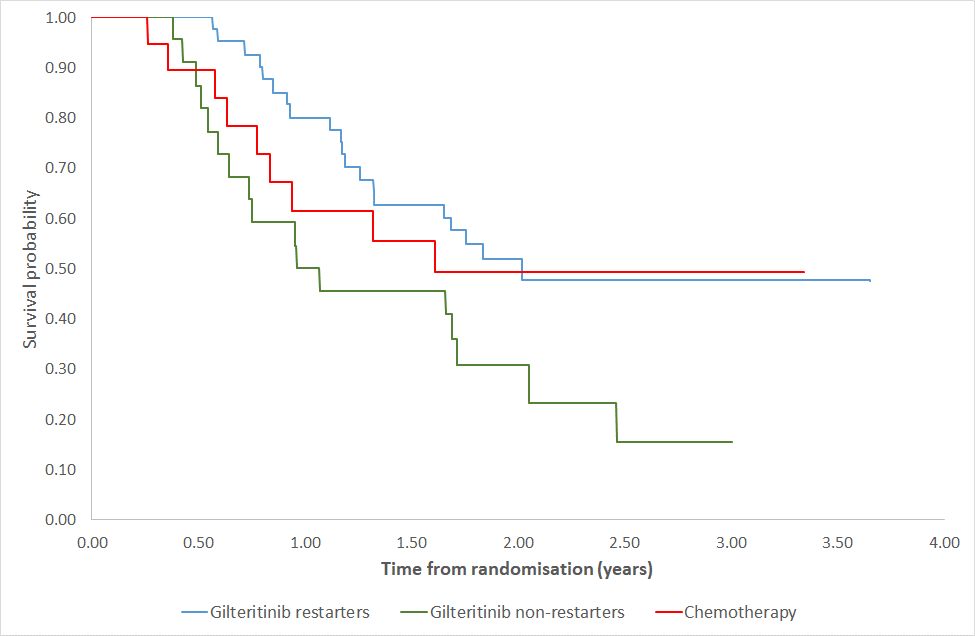 1.00
0.90
0.80
0.70
0.60
0.50
0.40
0.30
0.20
0.10
0.00
Survival probability
0.00 0.50 1.00 1.50 2.00 2.50 3.00 3.50 4.00
Time from randomisation (years)
Gilteritinib restarters Gilteritinib non-restarters Chemotherapy